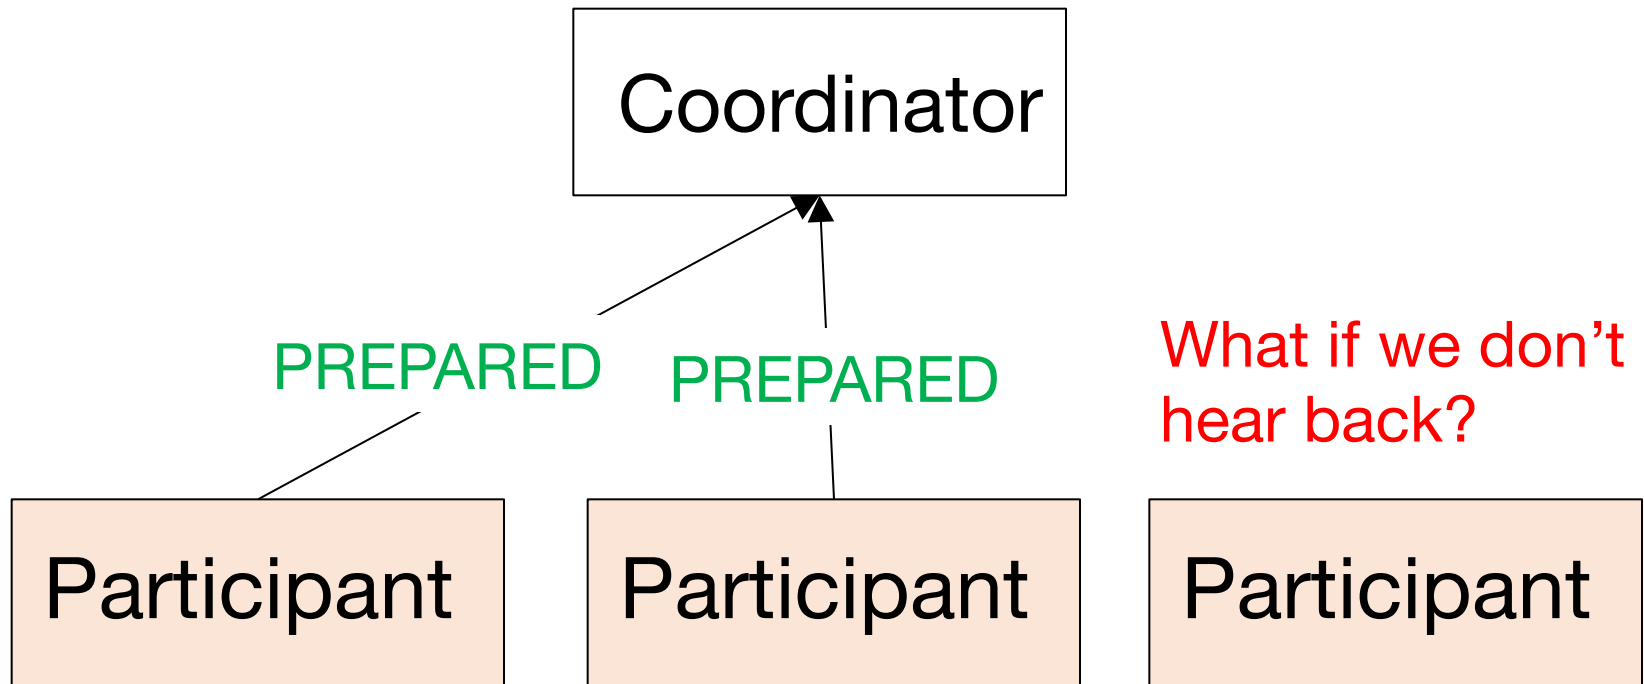 Coordinator
PREPARED
PREPARED
What if we don’t
hear back?
Participant
Participant
Participant